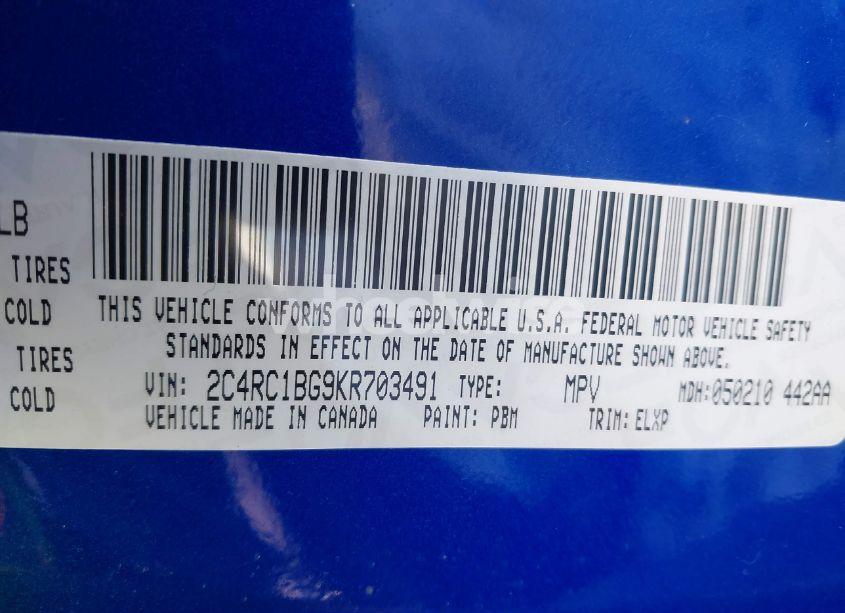 LB
TIRES
COLD
THIS VEHICLE CONFORMS TO ALL APPLICABLE U.S.A. FEDERAL MOTOR VEHICLE SAFETY
TIRES
STANDARDS IN EFFECT ON THE DATE OF MANUFACTURE SHOWN ABOVE.
COLD
VIN: 2C4RC1BG9KR703491 TYPE: MPV MDH:050210 442AA
VEHICLE MADE IN CANADA PAINT: PBM TRIM: ELXP